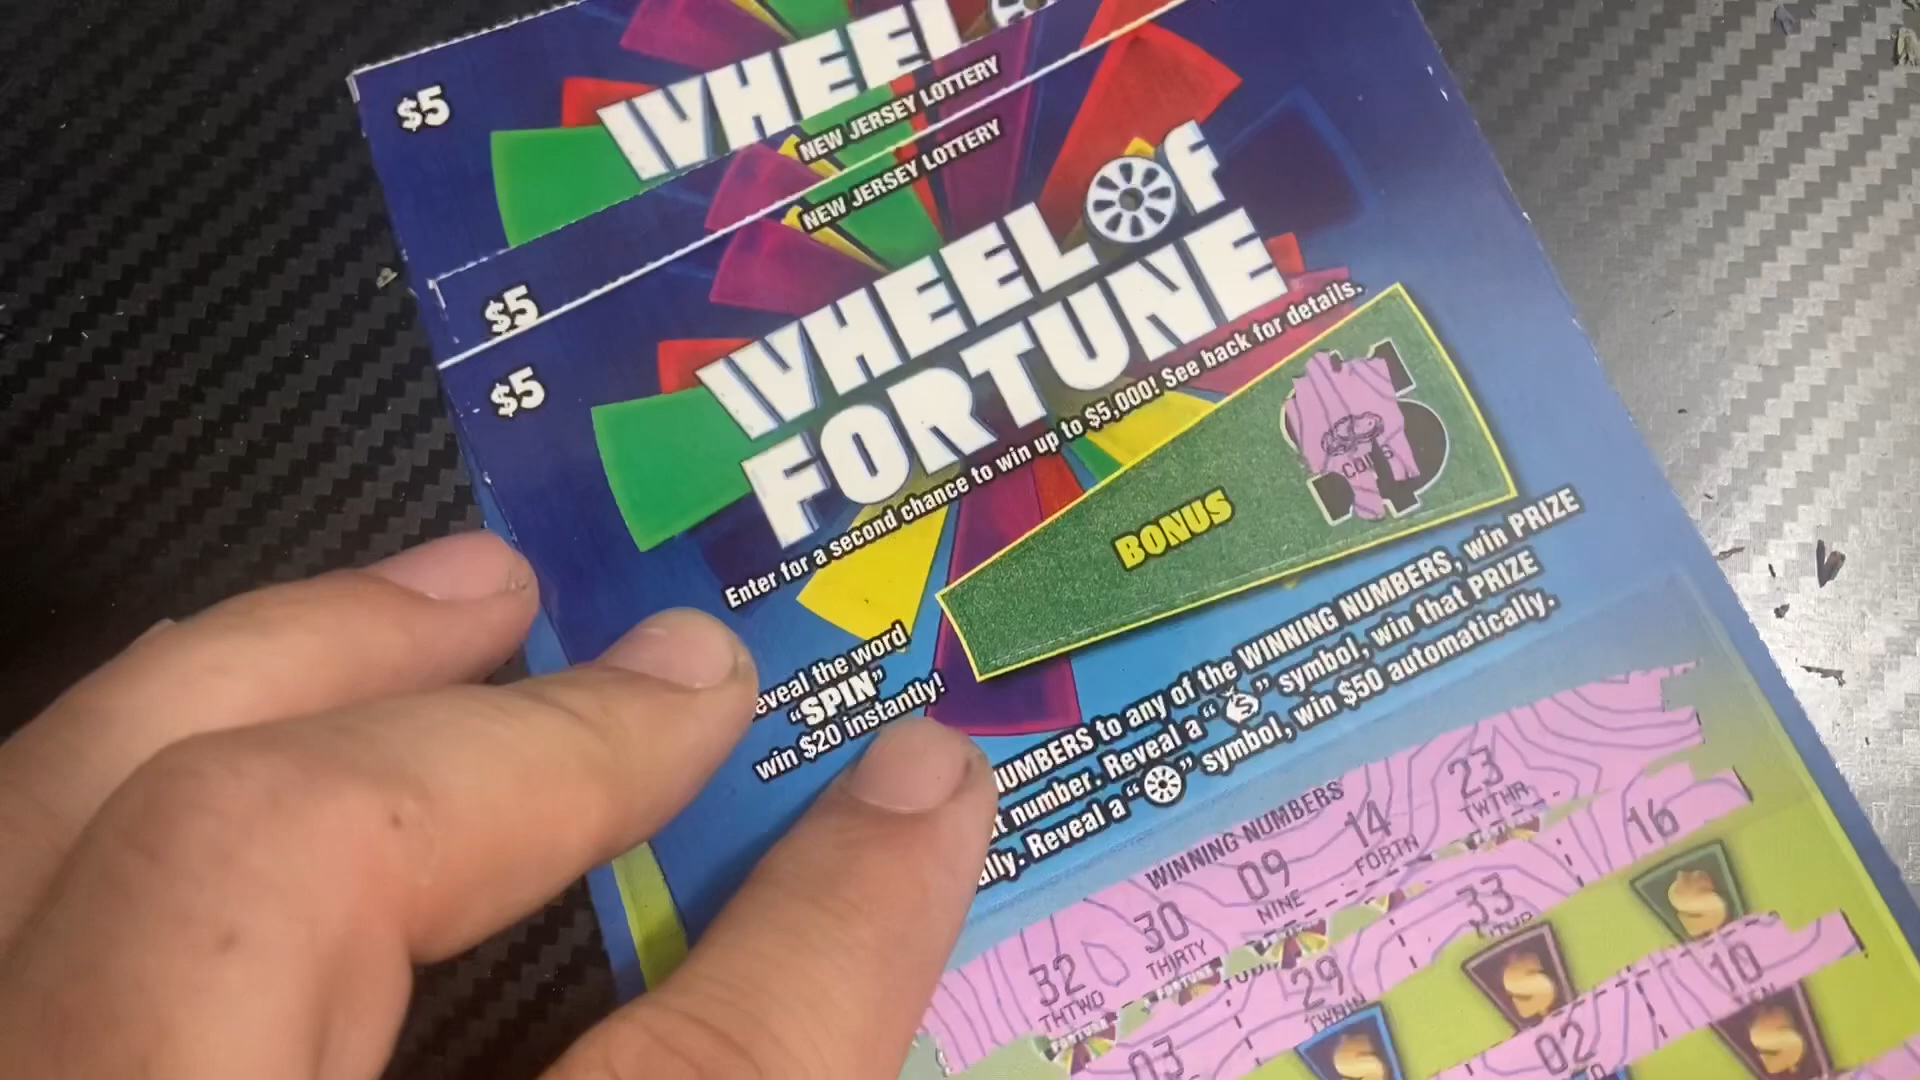 $5
WHEEL
NEW JERSEY LOTTERY
$5
NEW JERSEY LOTTERY
$5
WHEEL OF
FORTUNE
Enter for a second chance to win up to $5,000! See back for details.
BONUS
COINS
eveal the word
"SPIN"
win $20 instantly!
NUMBERS to any of the WINNING NUMBERS, win PRIZE
t number. Reveal a "$" symbol, win that PRIZE
ally. Reveal a " " symbol, win $50 automatically.
WINNING NUMBERS
32 30 09 14 23
THTWO THIRTY NINE FORTN TWTHR
FORTUNE
03 29 33 16
TWNIN
02 10